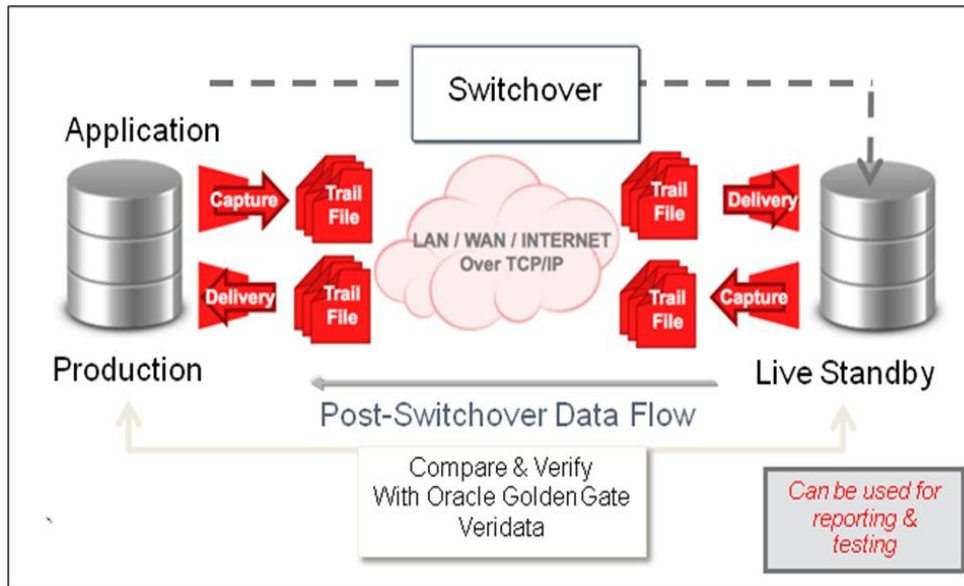 Switchover
Application
Capture
Trail
File
LAN / WAN / INTERNET
Over TCP/IP
Trail
File
Delivery
Delivery
Trail
File
Trail
File
Capture
Production
Live Standby
Post-Switchover Data Flow
Compare & Verify
With Oracle Golden Gate
Veridata
Can be used for
reporting &
testing